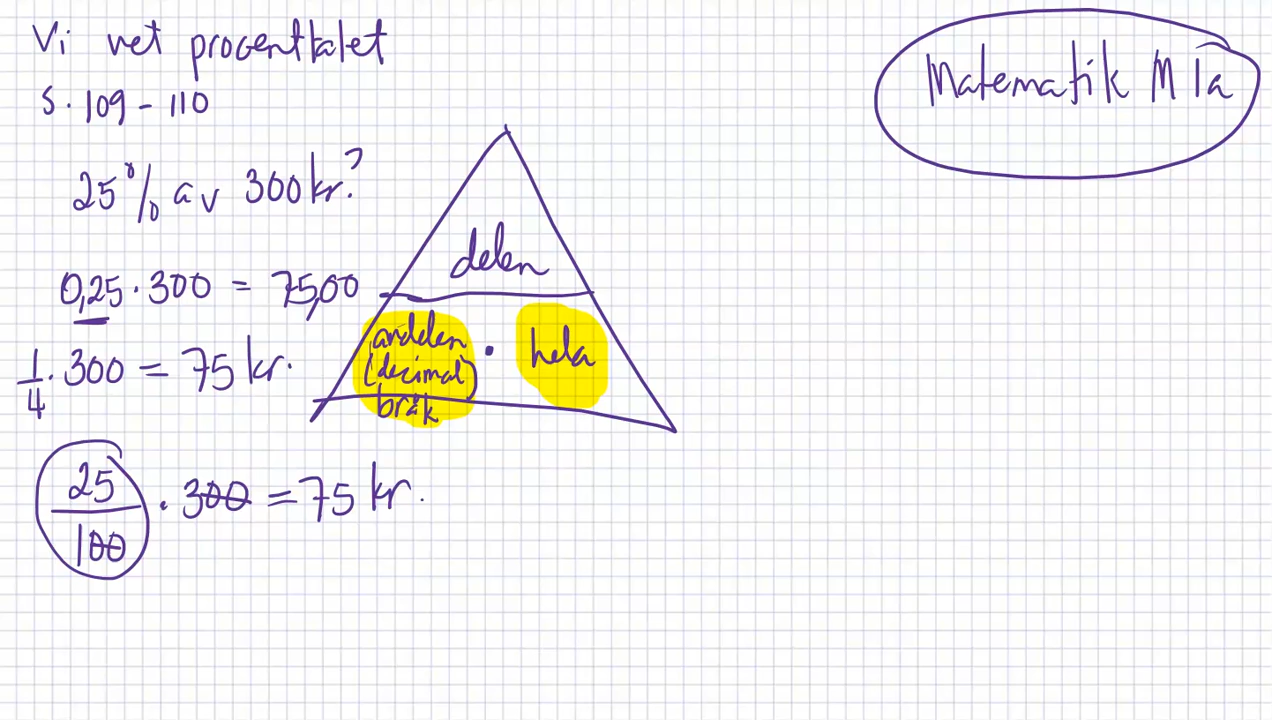 Vi vet procenttalet
Matematik M 1a
s. 109 - 110
25% av 300 kr?
delen
0,25 · 300 = 75,00
andelen
(decimal)
bråk
· hela
1/4 · 300 = 75 kr.
25/100 · 300 = 75 kr.